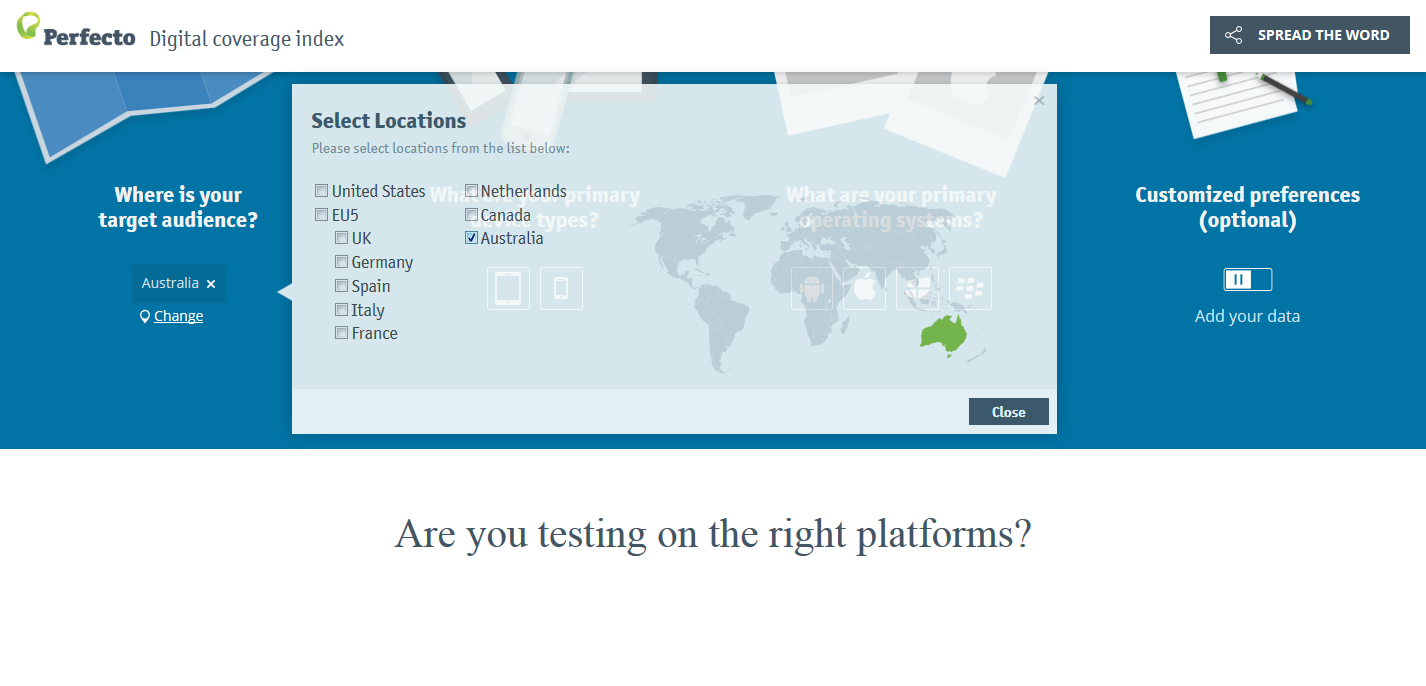 Perfecto Digital coverage index
SPREAD THE WORD
Where is your
target audience?
Australia ×
Change
×
Select Locations
Please select locations from the list below:
United States
EU5
UK
Germany
Spain
Italy
France
Netherlands
Canada
Australia
What are your primary
device types?
What are your primary
operating systems?
Close
Customized preferences
(optional)
Add your data
Are you testing on the right platforms?